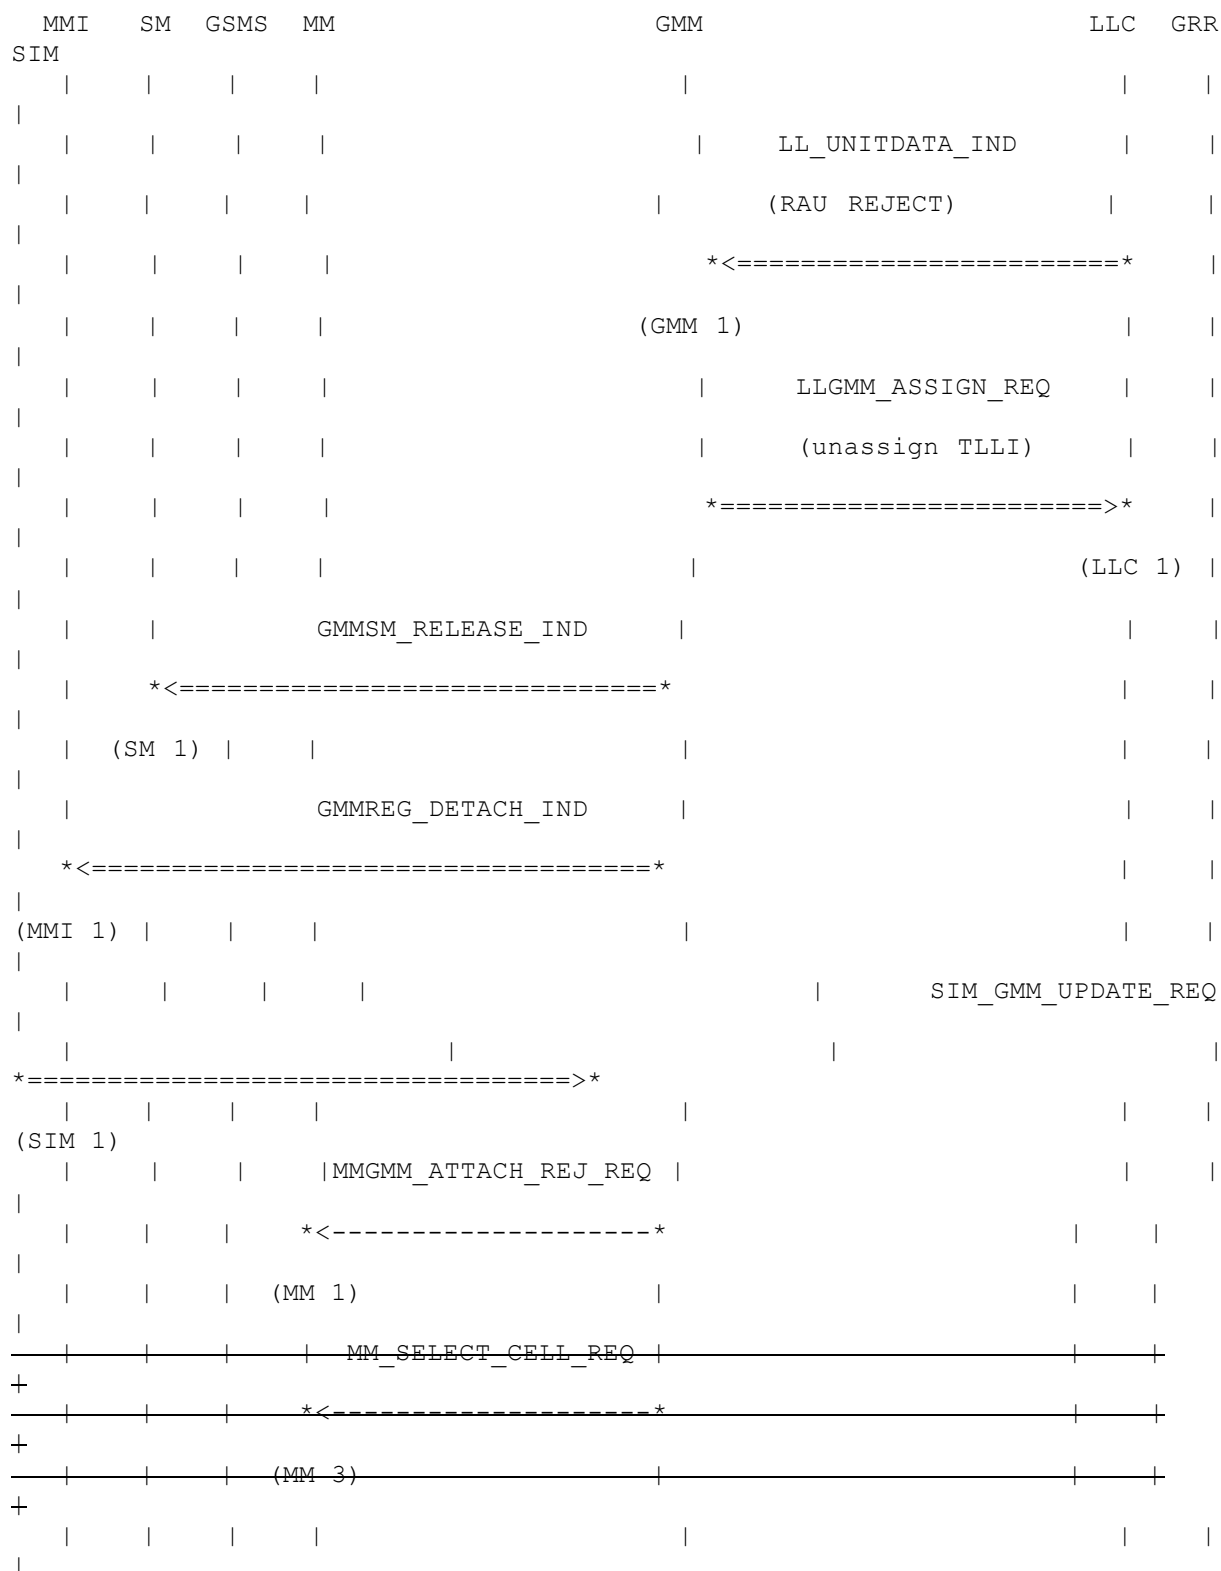 MMI SM GSMS MM GMM LLC GRR
SIM
| | | | | | |
|
| | | | | LL_UNITDATA_IND | |
|
| | | | | (RAU REJECT) | |
|
| | | | *<========================* |
|
| | | | (GMM 1) | |
|
| | | | | LLGMM_ASSIGN_REQ | |
|
| | | | | (unassign TLLI) | |
|
| | | | *========================>* |
|
| | | | | (LLC 1) |
|
| | GMMSM_RELEASE_IND | | |
|
| *<==============================* | |
|
| (SM 1) | | | | |
|
| GMMREG_DETACH_IND | | |
|
*<===================================* | |
|
(MMI 1) | | | | | |
|
| | | | | SIM_GMM_UPDATE_REQ
|
| | | |
*==================================>*
| | | | | | |
(SIM 1)
| | | |MMGMM_ATTACH_REJ_REQ | | |
|
| | | *<--------------------* | |
|
| | | (MM 1) | | |
|
| | | | MM_SELECT_CELL_REQ | | |
|
| | | *<--------------------* | |
|
| | | (MM 3) | | |
|
| | | | | | |
|